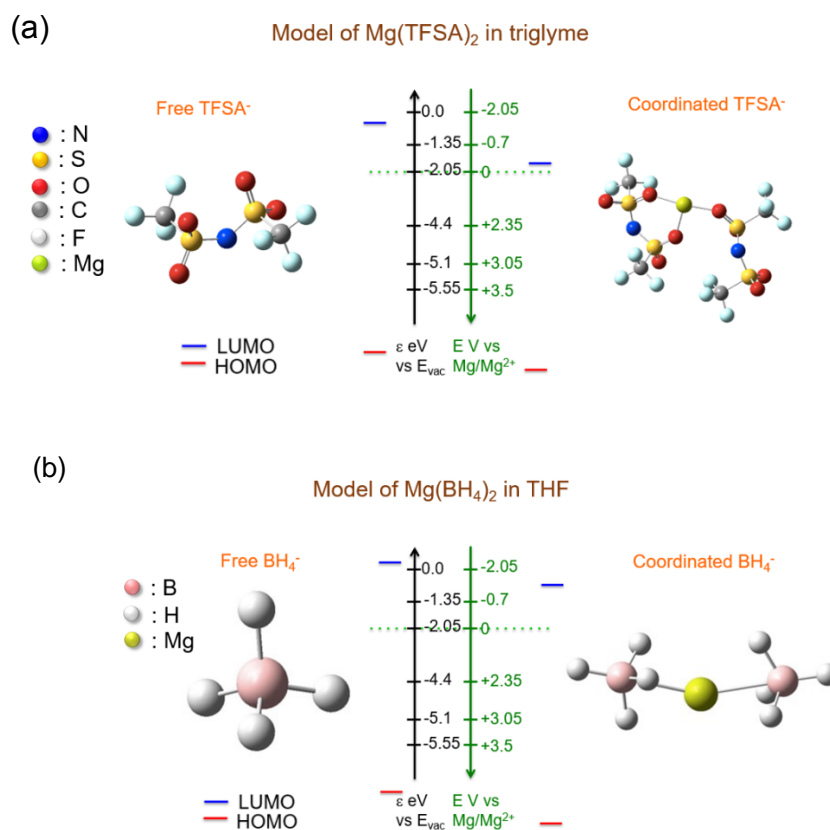 (a)
Model of Mg(TFSA)₂ in triglyme
Free TFSA⁻
Coordinated TFSA⁻
: N
: S
: O
: C
: F
: Mg
0.0
-1.35
-2.05
-4.4
-5.1
-5.55
-2.05
-0.7
0
+2.35
+3.05
+3.5
LUMO
HOMO
ε eV
vs E_vac
E V vs
Mg/Mg²⁺
(b)
Model of Mg(BH₄)₂ in THF
Free BH₄⁻
Coordinated BH₄⁻
: B
: H
: Mg
0.0
-1.35
-2.05
-4.4
-5.1
-5.55
-2.05
-0.7
0
+2.35
+3.05
+3.5
LUMO
HOMO
ε eV
vs E_vac
E V vs
Mg/Mg²⁺